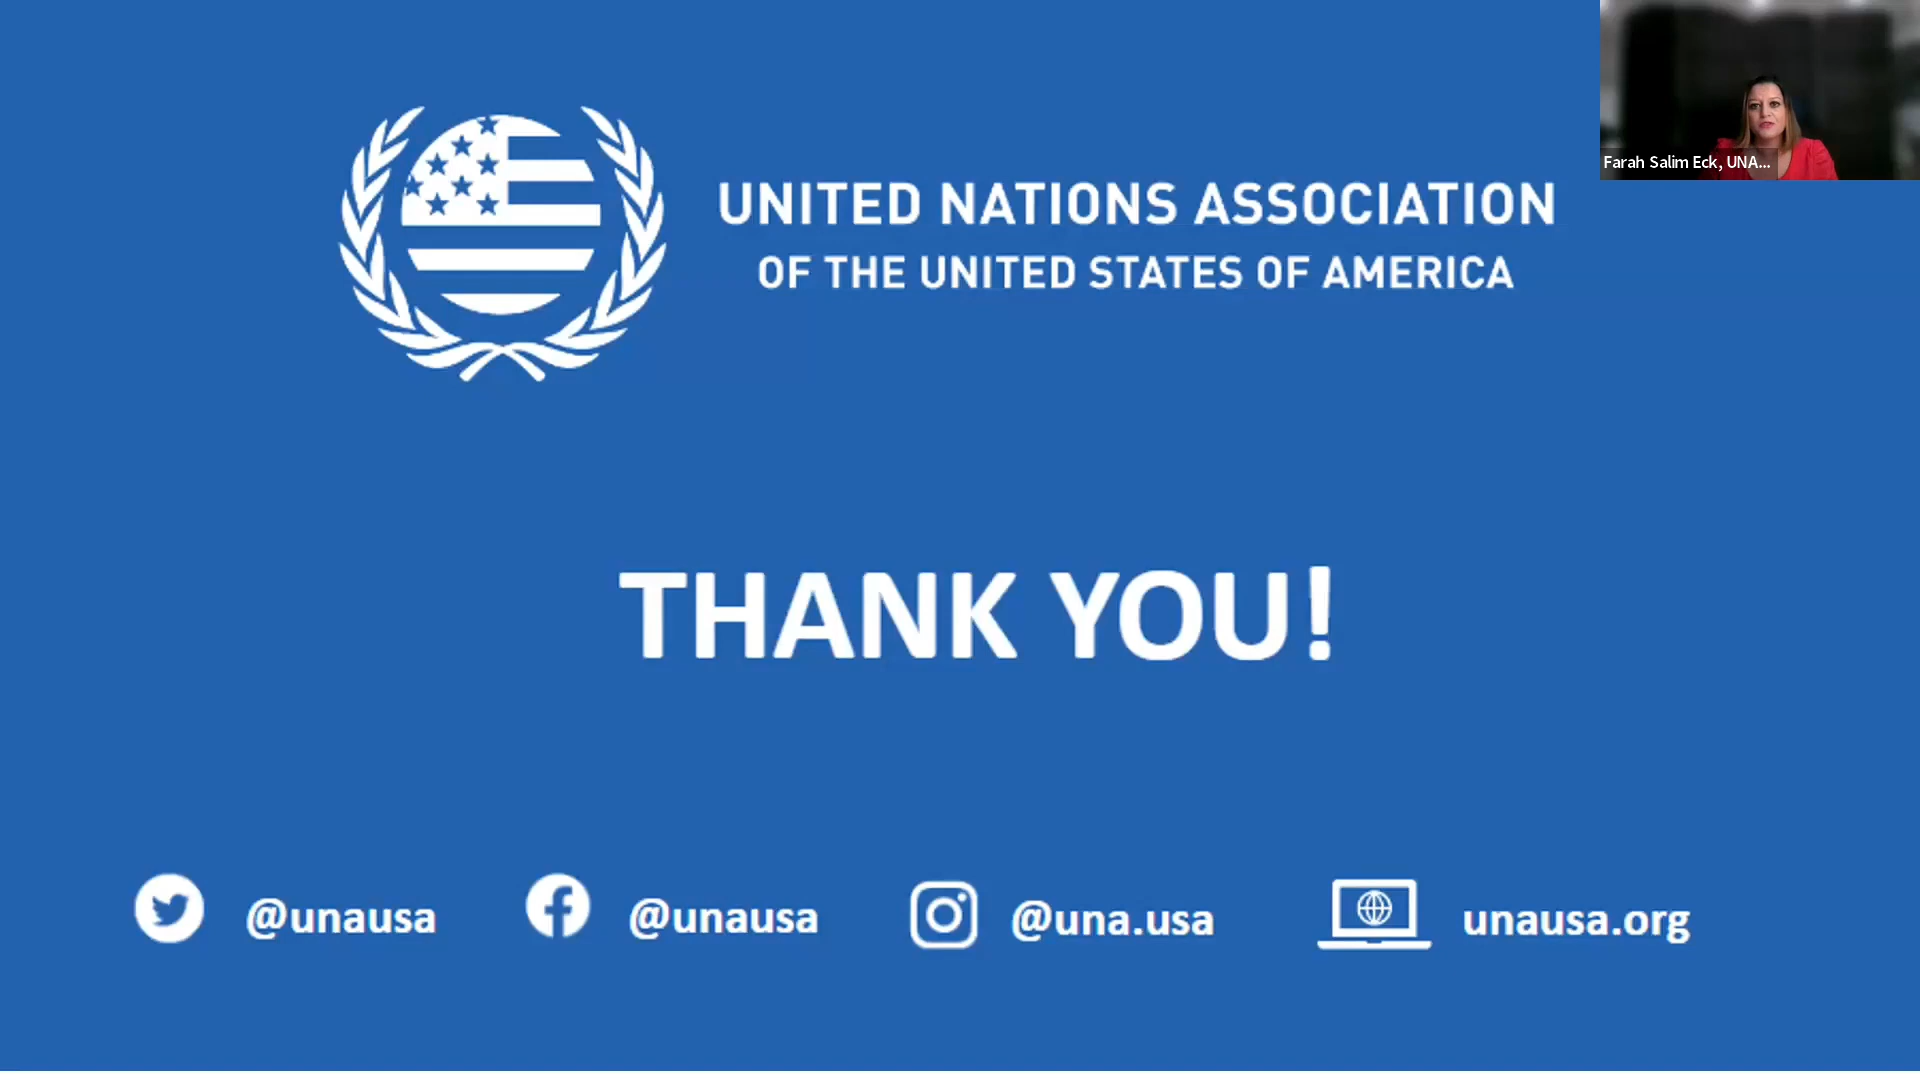 Farah Salim Eck, UNA...
UNITED NATIONS ASSOCIATION
OF THE UNITED STATES OF AMERICA
THANK YOU!
@unausa
@unausa
@una.usa
unausa.org